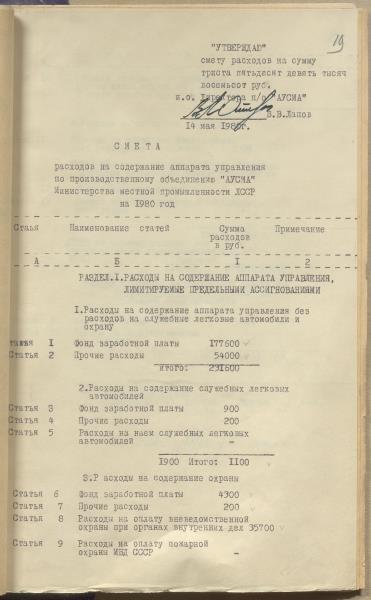 19
"УТВЕРЖДАЮ"
смету расходов на сумму
триста пятьдесят девять тысяч
восемьсот руб.
и.о. Директора п/о "АУСМА"
В.В.Лапов
14 мая 1980г.
С М Е Т А
расходов на содержание аппарата управления
по производственному объединению "АУСМА"
Министерства местной промышленности ЛССР
на 1980 год
Статья Наименование статей Сумма расходов в руб. Примечание
А Б I 2
РАЗДЕЛ.I.РАСХОДЫ НА СОДЕРЖАНИЕ АППАРАТА УПРАВЛЕНИЯ,
ЛИМИТИРУЕМЫЕ ПРЕДЕЛЬНЫМИ АССИГНОВАНИЯМИ
I.Расходы на содержание аппарата управления без
расходов на служебные легковые автомобили и
охрану
Статья I Фонд заработной платы 177600
Статья 2 Прочие расходы 54000
итого: 231600
2.Расходы на содержание служебных легковых
автомобилей
Статья 3 Фонд заработной платы 900
Статья 4 Прочие расходы 200
Статья 5 Расходы на наем служебных легковых
автомобилей -
1900 Итого: 1100
3.Р асходы на содержание охраны
Статья 6 Фонд заработной платы 4300
Статья 7 Прочие расходы 200
Статья 8 Расходы на оплату вневедомственной
охраны при органах внутренних дел 35700
Статья 9 Расходы на оплату пожарной
охраны МВД СССР -